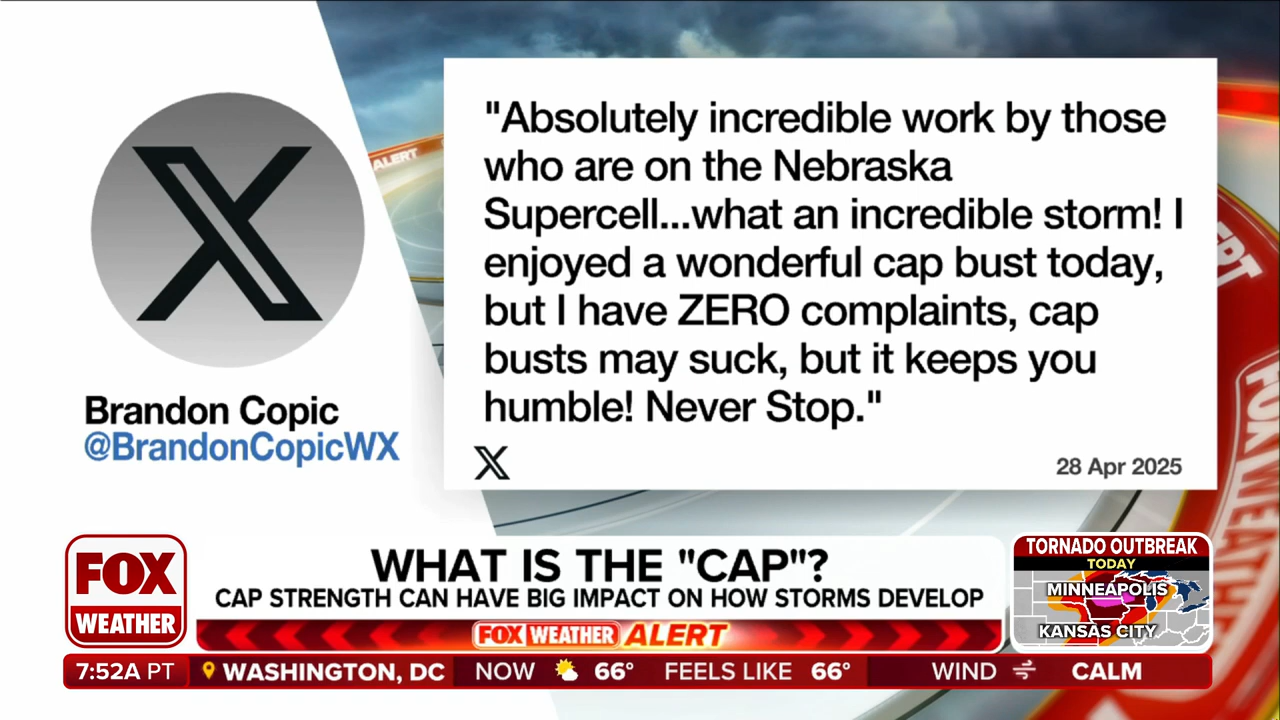 "Absolutely incredible work by those
who are on the Nebraska
Supercell...what an incredible storm! I
enjoyed a wonderful cap bust today,
but I have ZERO complaints, cap
busts may suck, but it keeps you
humble! Never Stop."
28 Apr 2025
Brandon Copic
@BrandonCopicWX
ALERT
FOX WEATHER
FOX
WEATHER
WHAT IS THE "CAP"?
CAP STRENGTH CAN HAVE BIG IMPACT ON HOW STORMS DEVELOP
FOX WEATHER ALERT
TORNADO OUTBREAK
TODAY
MINNEAPOLIS
KANSAS CITY
7:52A PT WASHINGTON, DC NOW 66° FEELS LIKE 66° WIND CALM